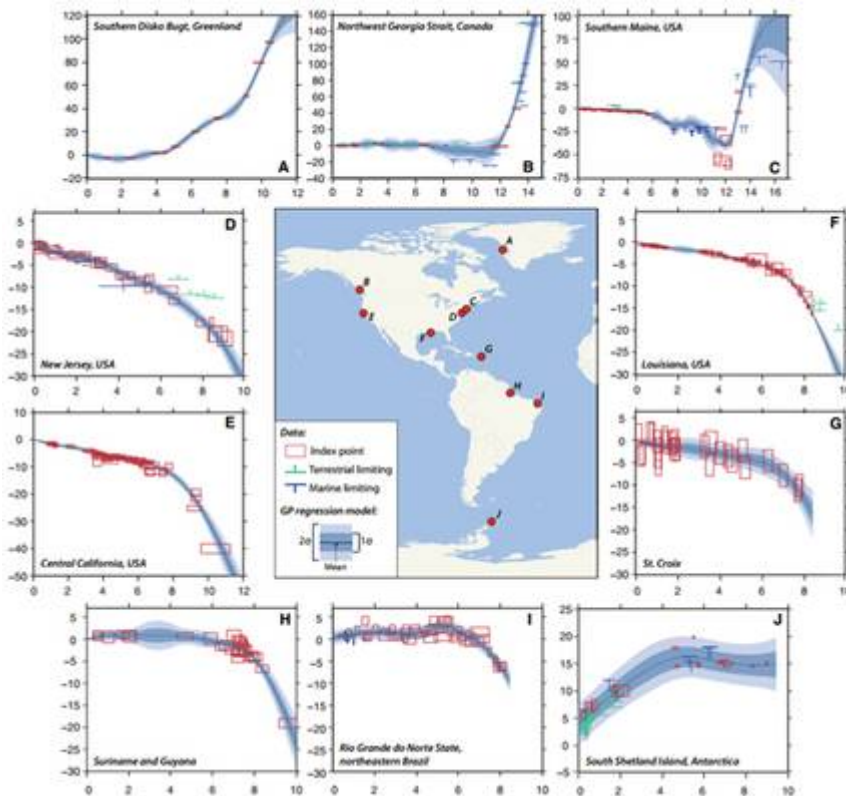 Southern Disko Bugt, Greenland
120
100
80
60
40
20
0
−20
0 2 4 6 8 10 12
A
Northwest Georgia Strait, Canada
160
140
120
100
80
60
40
20
0
−20
−40
0 2 4 6 8 10 12 14
B
Southern Maine, USA
100
75
50
25
0
−25
−50
−75
0 2 4 6 8 10 12 14 16
C
D
5
0
−5
−10
−15
−20
−25
−30
New Jersey, USA
0 2 4 6 8 10
E
10
0
−10
−20
−30
−40
−50
Central California, USA
0 2 4 6 8 10 12
A
B
C
D
E
F
G
H
I
J
Data:
Index point
Terrestrial limiting
Marine limiting
GP regression model:
2σ
1σ
Mean
F
5
0
−5
−10
−15
−20
−25
−30
Louisiana, USA
0 2 4 6 8 10
G
5
0
−5
−10
−15
−20
−25
−30
St. Croix
0 2 4 6 8 10
H
5
0
−5
−10
−15
−20
−25
−30
Suriname and Guyana
0 2 4 6 8 10
I
5
0
−5
−10
−15
−20
−25
−30
Rio Grande do Norte State,
northeastern Brazil
0 2 4 6 8 10
J
25
20
15
10
5
0
−5
South Shetland Island, Antarctica
0 2 4 6 8 10